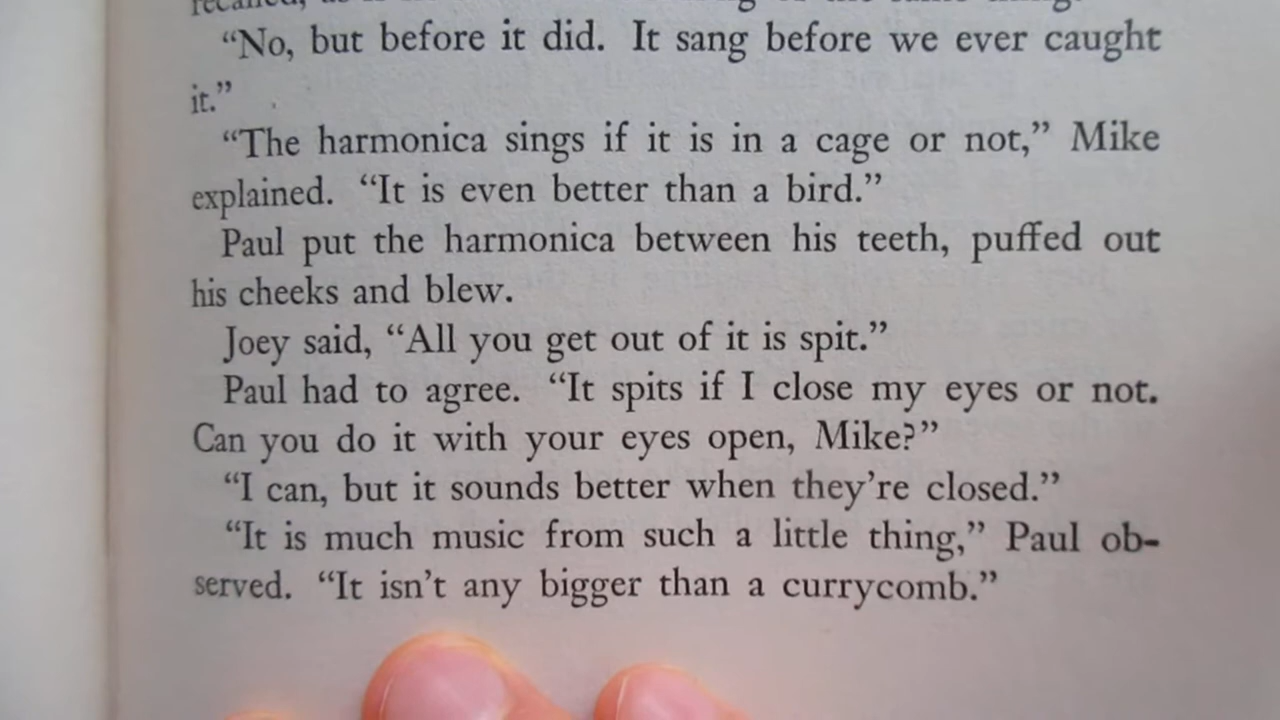 “No, but before it did. It sang before we ever caught
it.”
“The harmonica sings if it is in a cage or not,” Mike
explained. “It is even better than a bird.”
Paul put the harmonica between his teeth, puffed out
his cheeks and blew.
Joey said, “All you get out of it is spit.”
Paul had to agree. “It spits if I close my eyes or not.
Can you do it with your eyes open, Mike?”
“I can, but it sounds better when they’re closed.”
“It is much music from such a little thing,” Paul ob-
served. “It isn’t any bigger than a currycomb.”